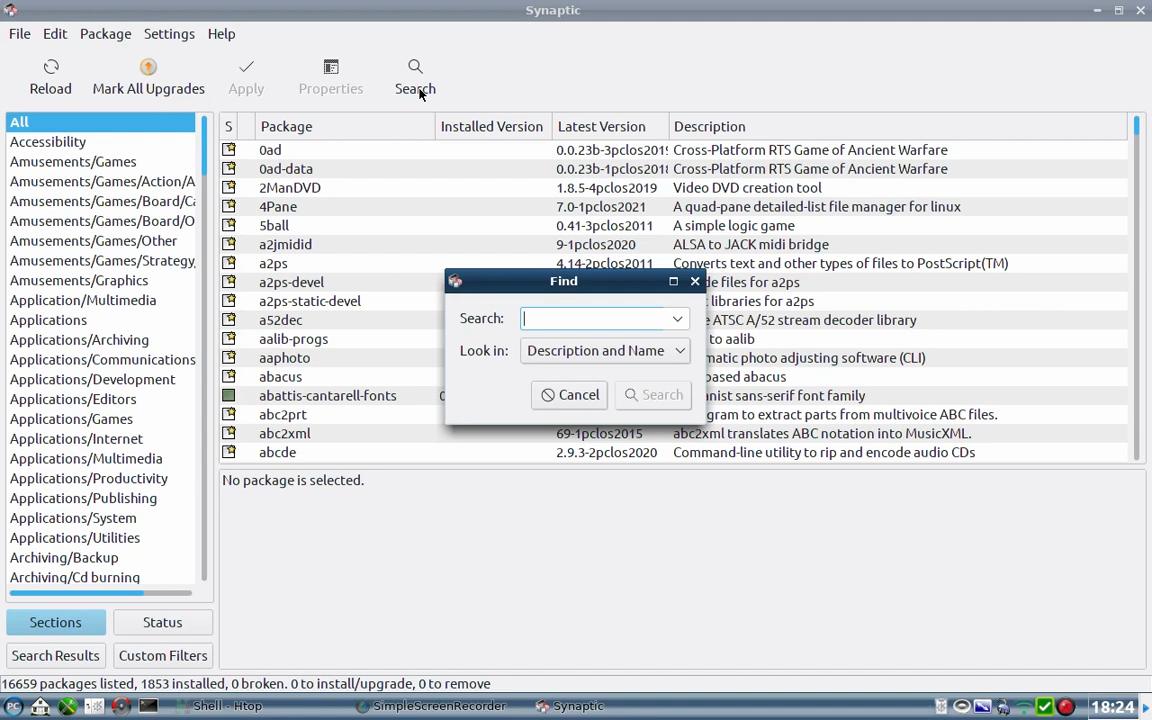 Synaptic
File Edit Package Settings Help
Reload Mark All Upgrades Apply Properties Search
All
Accessibility
Amusements/Games
Amusements/Games/Action/A
Amusements/Games/Board/Ca
Amusements/Games/Board/O
Amusements/Games/Other
Amusements/Games/Strategy,
Amusements/Graphics
Application/Multimedia
Applications
Applications/Archiving
Applications/Communications
Applications/Development
Applications/Editors
Applications/Games
Applications/Internet
Applications/Multimedia
Applications/Productivity
Applications/Publishing
Applications/System
Applications/Utilities
Archiving/Backup
Archiving/Cd burning
Sections Status
Search Results Custom Filters
S Package Installed Version Latest Version Description
0ad 0.0.23b-3pclos2019 Cross-Platform RTS Game of Ancient Warfare
0ad-data 0.0.23b-1pclos2018 Cross-Platform RTS Game of Ancient Warfare
2ManDVD 1.8.5-4pclos2019 Video DVD creation tool
4Pane 7.0-1pclos2021 A quad-pane detailed-list file manager for linux
5ball 0.41-3pclos2011 A simple logic game
a2jmidid 9-1pclos2020 ALSA to JACK midi bridge
a2ps 4.14-2pclos2011 Converts text and other types of files to PostScript(TM)
a2ps-devel de files for a2ps
a2ps-static-devel libraries for a2ps
a52dec e ATSC A/52 stream decoder library
aalib-progs to aalib
aaphoto matic photo adjusting software (CLI)
abacus based abacus
abattis-cantarell-fonts 0 anist sans-serif font family
abc2prt gram to extract parts from multivoice ABC files.
abc2xml 69-1pclos2015 abc2xml translates ABC notation into MusicXML.
abcde 2.9.3-2pclos2020 Command-line utility to rip and encode audio CDs
Find
Search:
Look in: Description and Name
Cancel Search
No package is selected.
16659 packages listed, 1853 installed, 0 broken. 0 to install/upgrade, 0 to remove
PC Shell - Htop SimpleScreenRecorder Synaptic 18:24